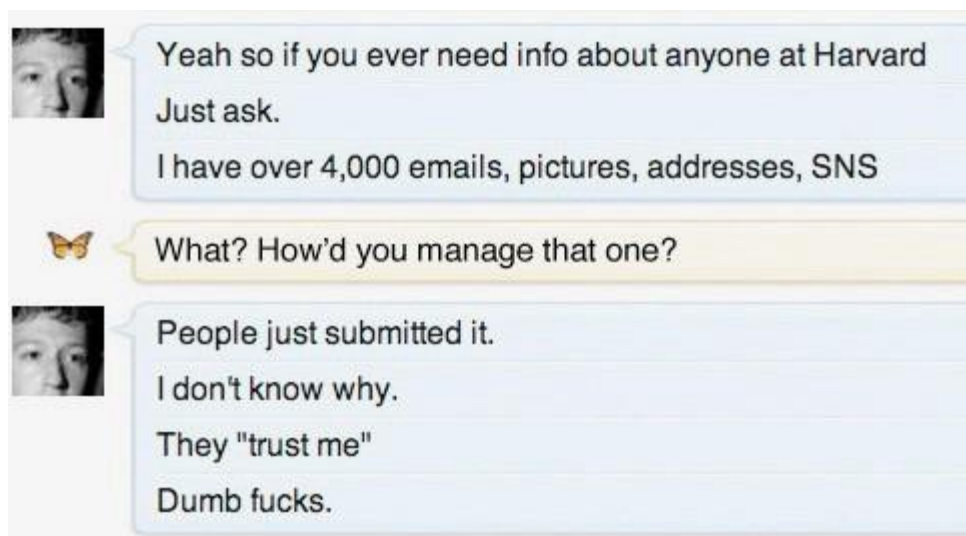 Yeah so if you ever need info about anyone at Harvard
Just ask.
I have over 4,000 emails, pictures, addresses, SNS
What? How’d you manage that one?
People just submitted it.
I don't know why.
They "trust me"
Dumb fucks.